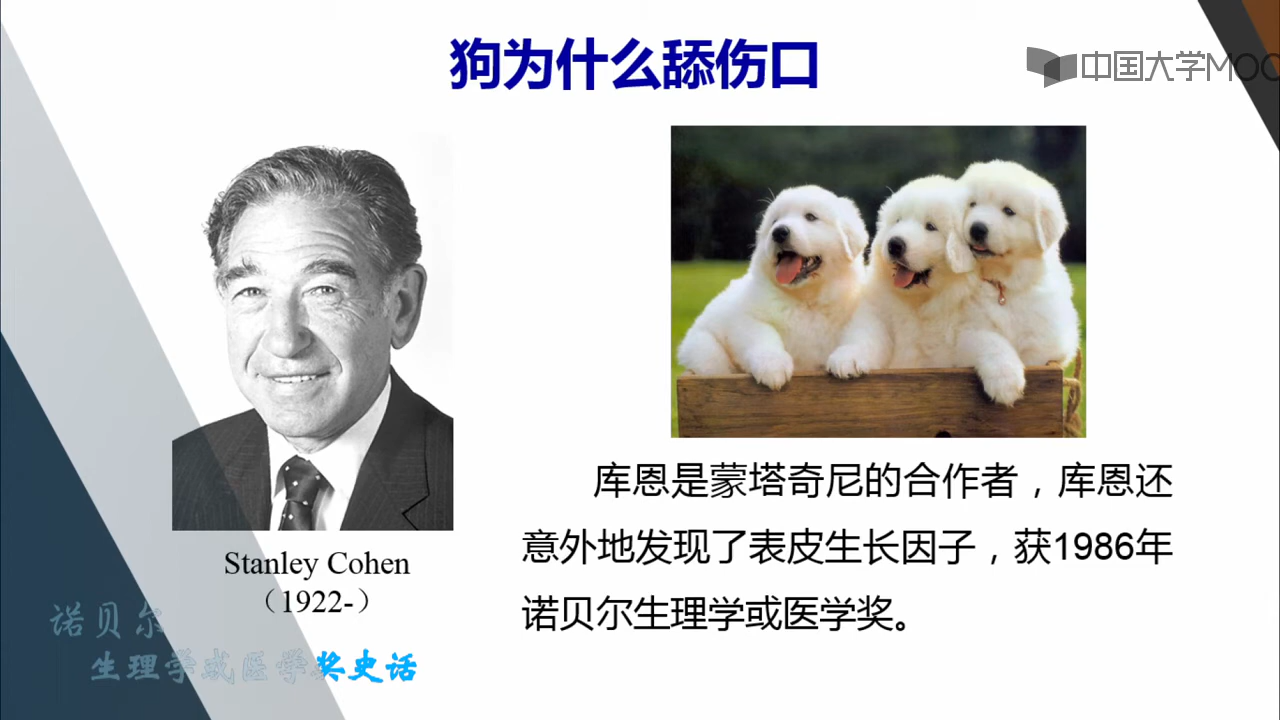 狗为什么舔伤口
中国大学MOO
Stanley Cohen
（1922-）
库恩是蒙塔奇尼的合作者，库恩还
意外地发现了表皮生长因子，获1986年
诺贝尔生理学或医学奖。
诺贝尔
生理学或医学奖史话